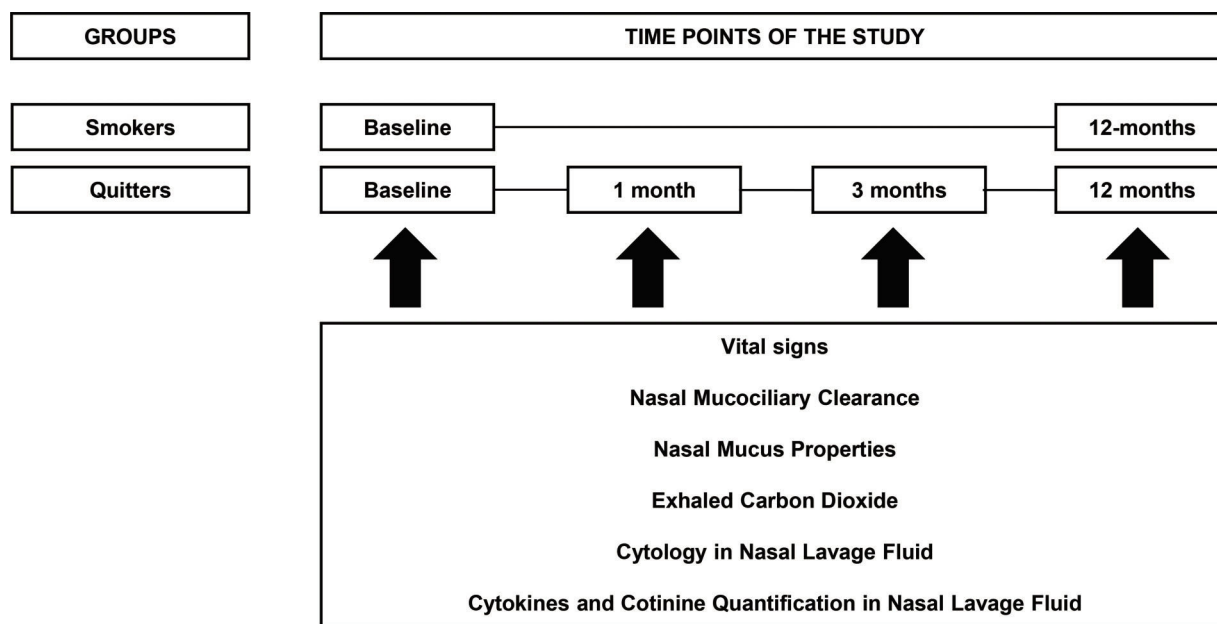 GROUPS
TIME POINTS OF THE STUDY
Smokers
Baseline
12-months
Quitters
Baseline
1 month
3 months
12 months
Vital signs
Nasal Mucociliary Clearance
Nasal Mucus Properties
Exhaled Carbon Dioxide
Cytology in Nasal Lavage Fluid
Cytokines and Cotinine Quantification in Nasal Lavage Fluid